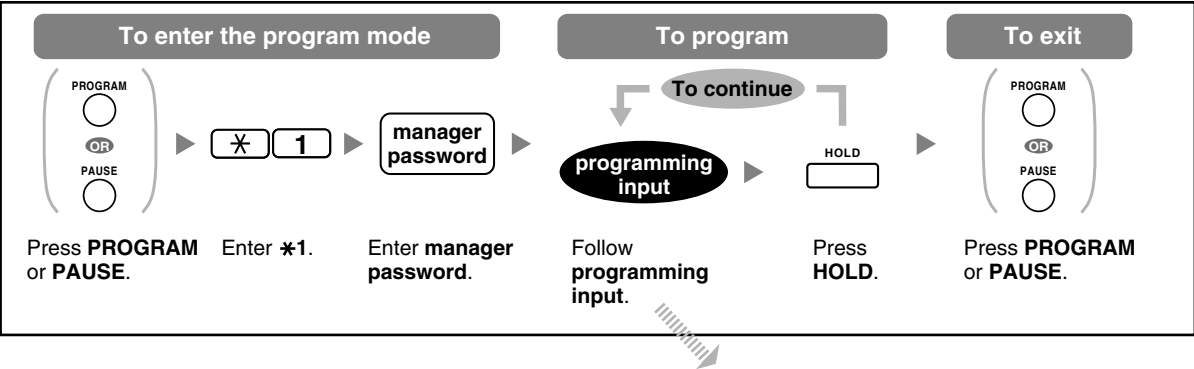 To enter the program mode
To program
To exit
PROGRAM
OR
PAUSE
✳ 1
manager
password
To continue
programming
input
HOLD
PROGRAM
OR
PAUSE
Press PROGRAM
or PAUSE.
Enter ✳1.
Enter manager
password.
Follow
programming
input.
Press
HOLD.
Press PROGRAM
or PAUSE.